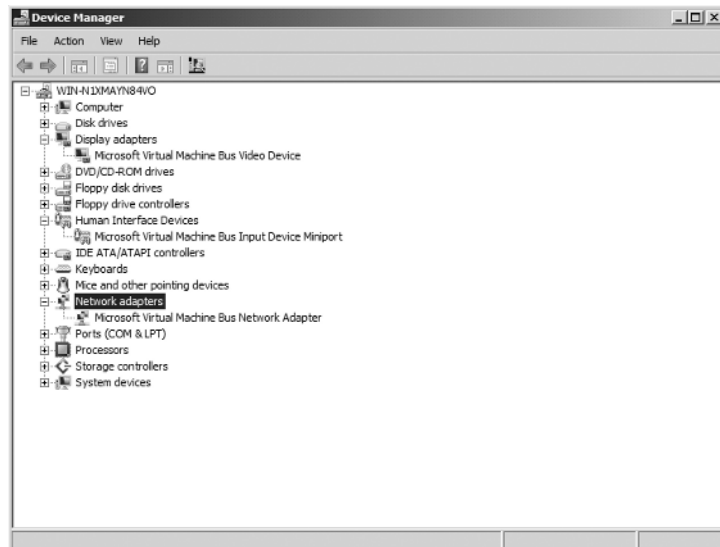 Device Manager
File Action View Help
WIN-N1XMAYN84VO
Computer
Disk drives
Display adapters
Microsoft Virtual Machine Bus Video Device
DVD/CD-ROM drives
Floppy disk drives
Floppy drive controllers
Human Interface Devices
Microsoft Virtual Machine Bus Input Device Miniport
IDE ATA/ATAPI controllers
Keyboards
Mice and other pointing devices
Network adapters
Microsoft Virtual Machine Bus Network Adapter
Ports (COM & LPT)
Processors
Storage controllers
System devices